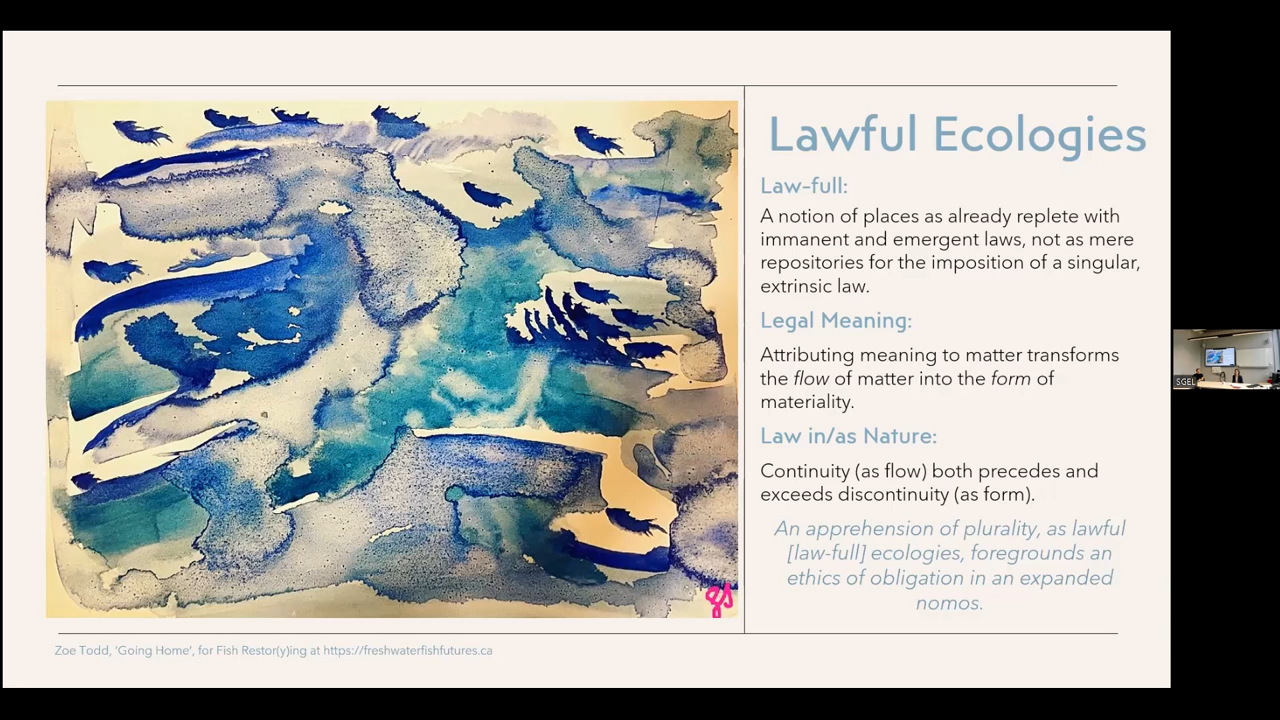 Lawful Ecologies
Law-full:
A notion of places as already replete with
immanent and emergent laws, not as mere
repositories for the imposition of a singular,
extrinsic law.
Legal Meaning:
Attributing meaning to matter transforms
the flow of matter into the form of
materiality.
Law in/as Nature:
Continuity (as flow) both precedes and
exceeds discontinuity (as form).
An apprehension of plurality, as lawful
[law-full] ecologies, foregrounds an
ethics of obligation in an expanded
nomos.
Zoe Todd, ‘Going Home’, for Fish Restor(y)ing at https://freshwaterfishfutures.ca
SGEL